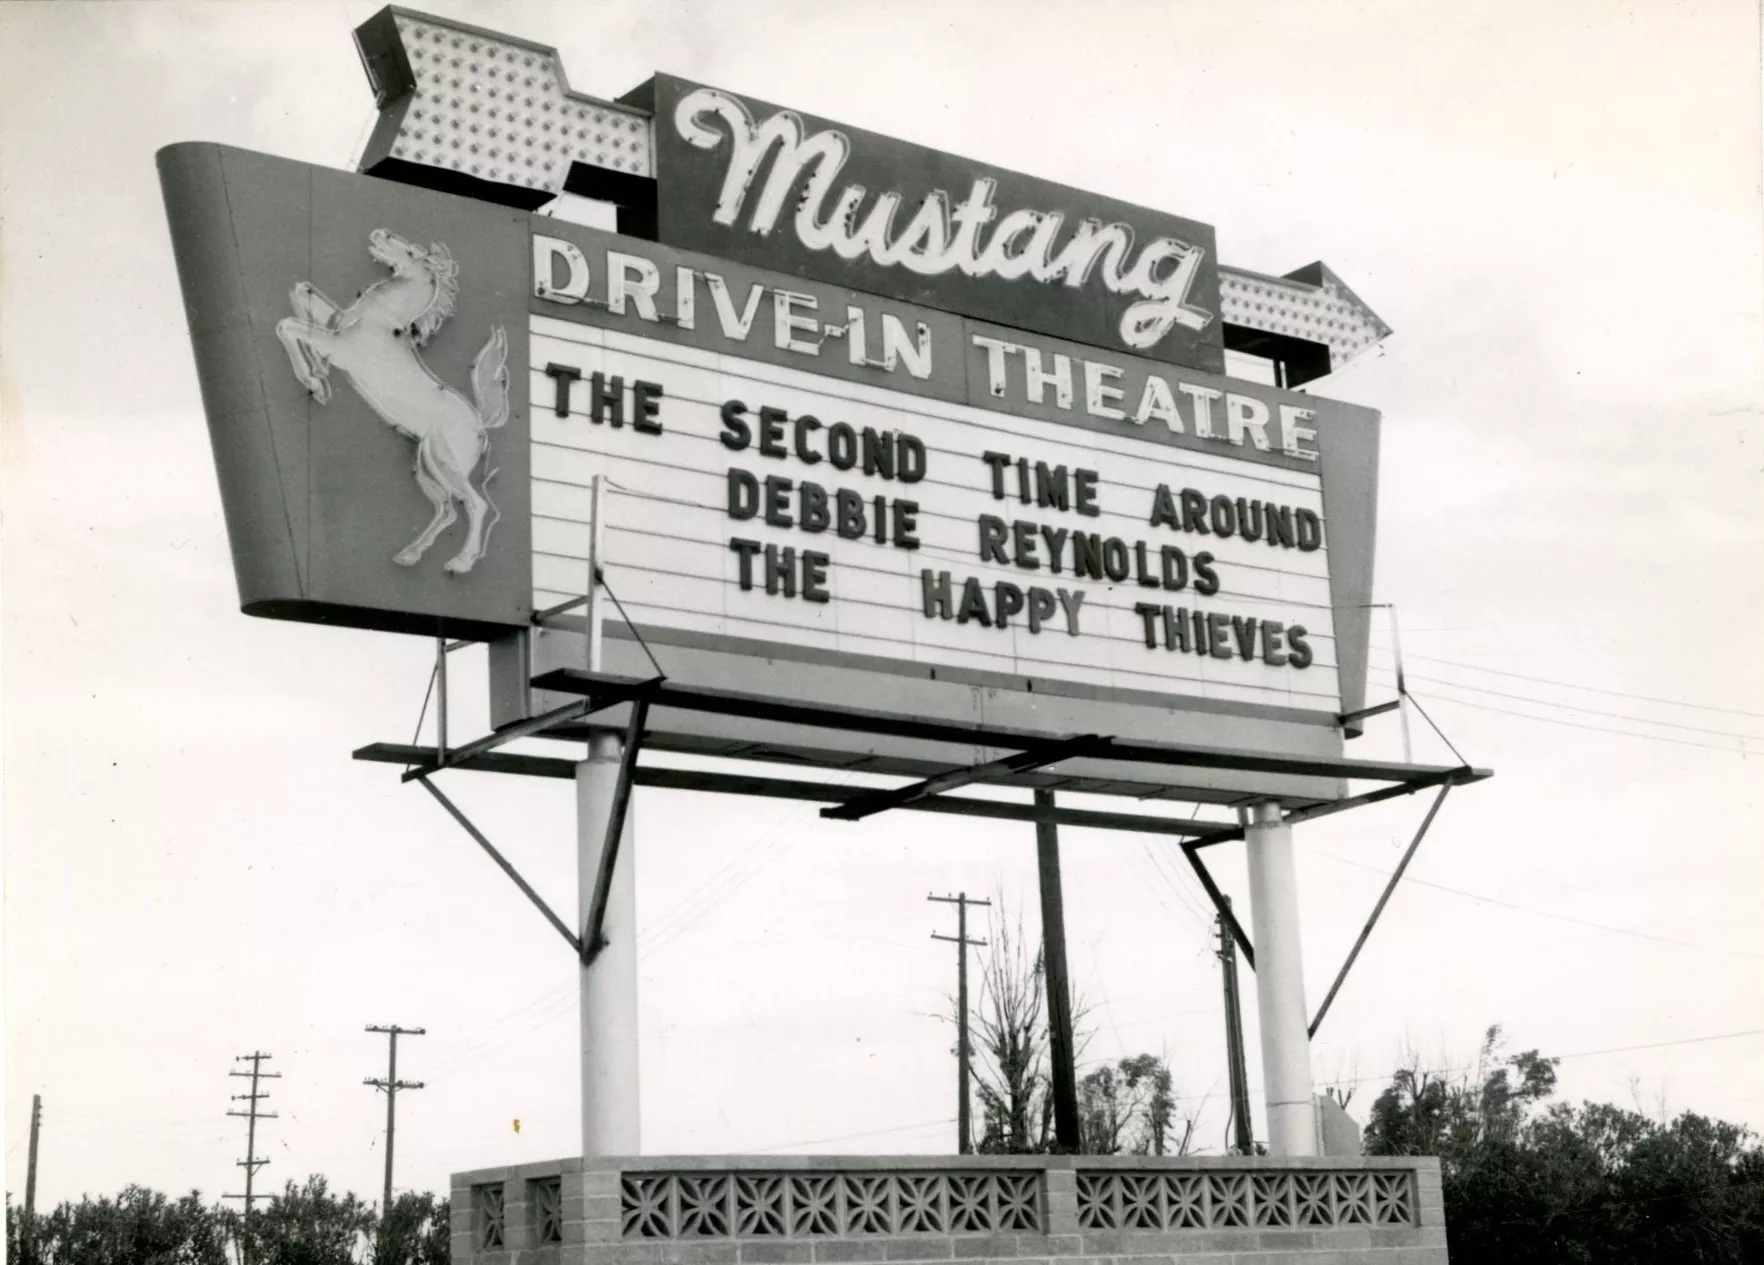 Mustang
DRIVE-IN THEATRE
THE SECOND TIME AROUND
DEBBIE REYNOLDS
THE HAPPY THIEVES